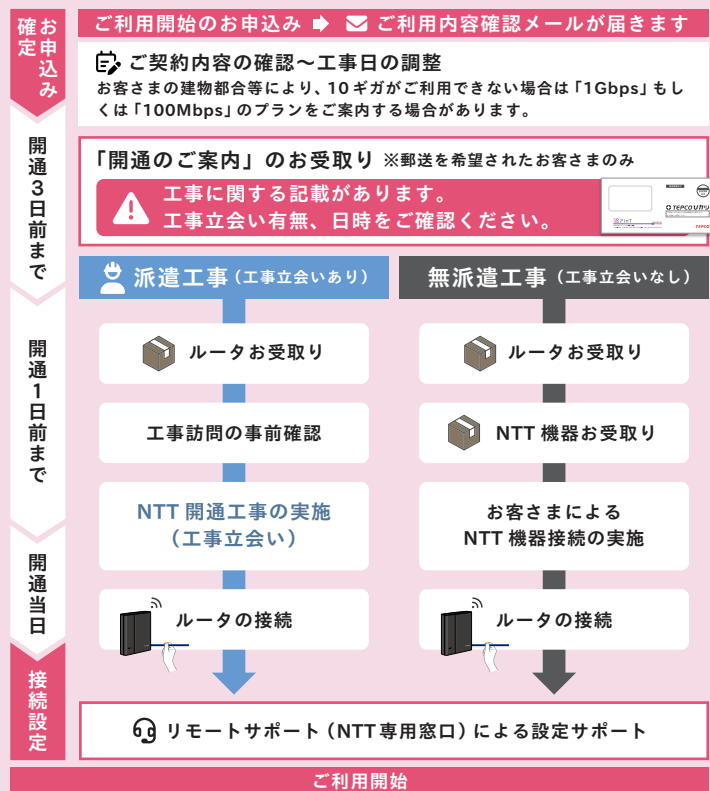 お申込み確定
ご利用開始のお申込み ➡ ご利用内容確認メールが届きます
ご契約内容の確認～工事日の調整
お客さまの建物都合等により、10ギガがご利用できない場合は「1Gbps」もし
くは「100Mbps」のプランをご案内する場合があります。
開通3日前まで
「開通のご案内」のお受取り ※郵送を希望されたお客さまのみ
工事に関する記載があります。
工事立会い有無、日時をご確認ください。
TEPCO
派遣工事（工事立会いあり）
無派遣工事（工事立会いなし）
開通1日前まで
ルータお受取り
ルータお受取り
工事訪問の事前確認
NTT 機器お受取り
開通当日
NTT 開通工事の実施
（工事立会い）
お客さまによる
NTT 機器接続の実施
ルータの接続
ルータの接続
接続設定
リモートサポート（NTT専用窓口）による設定サポート
ご利用開始